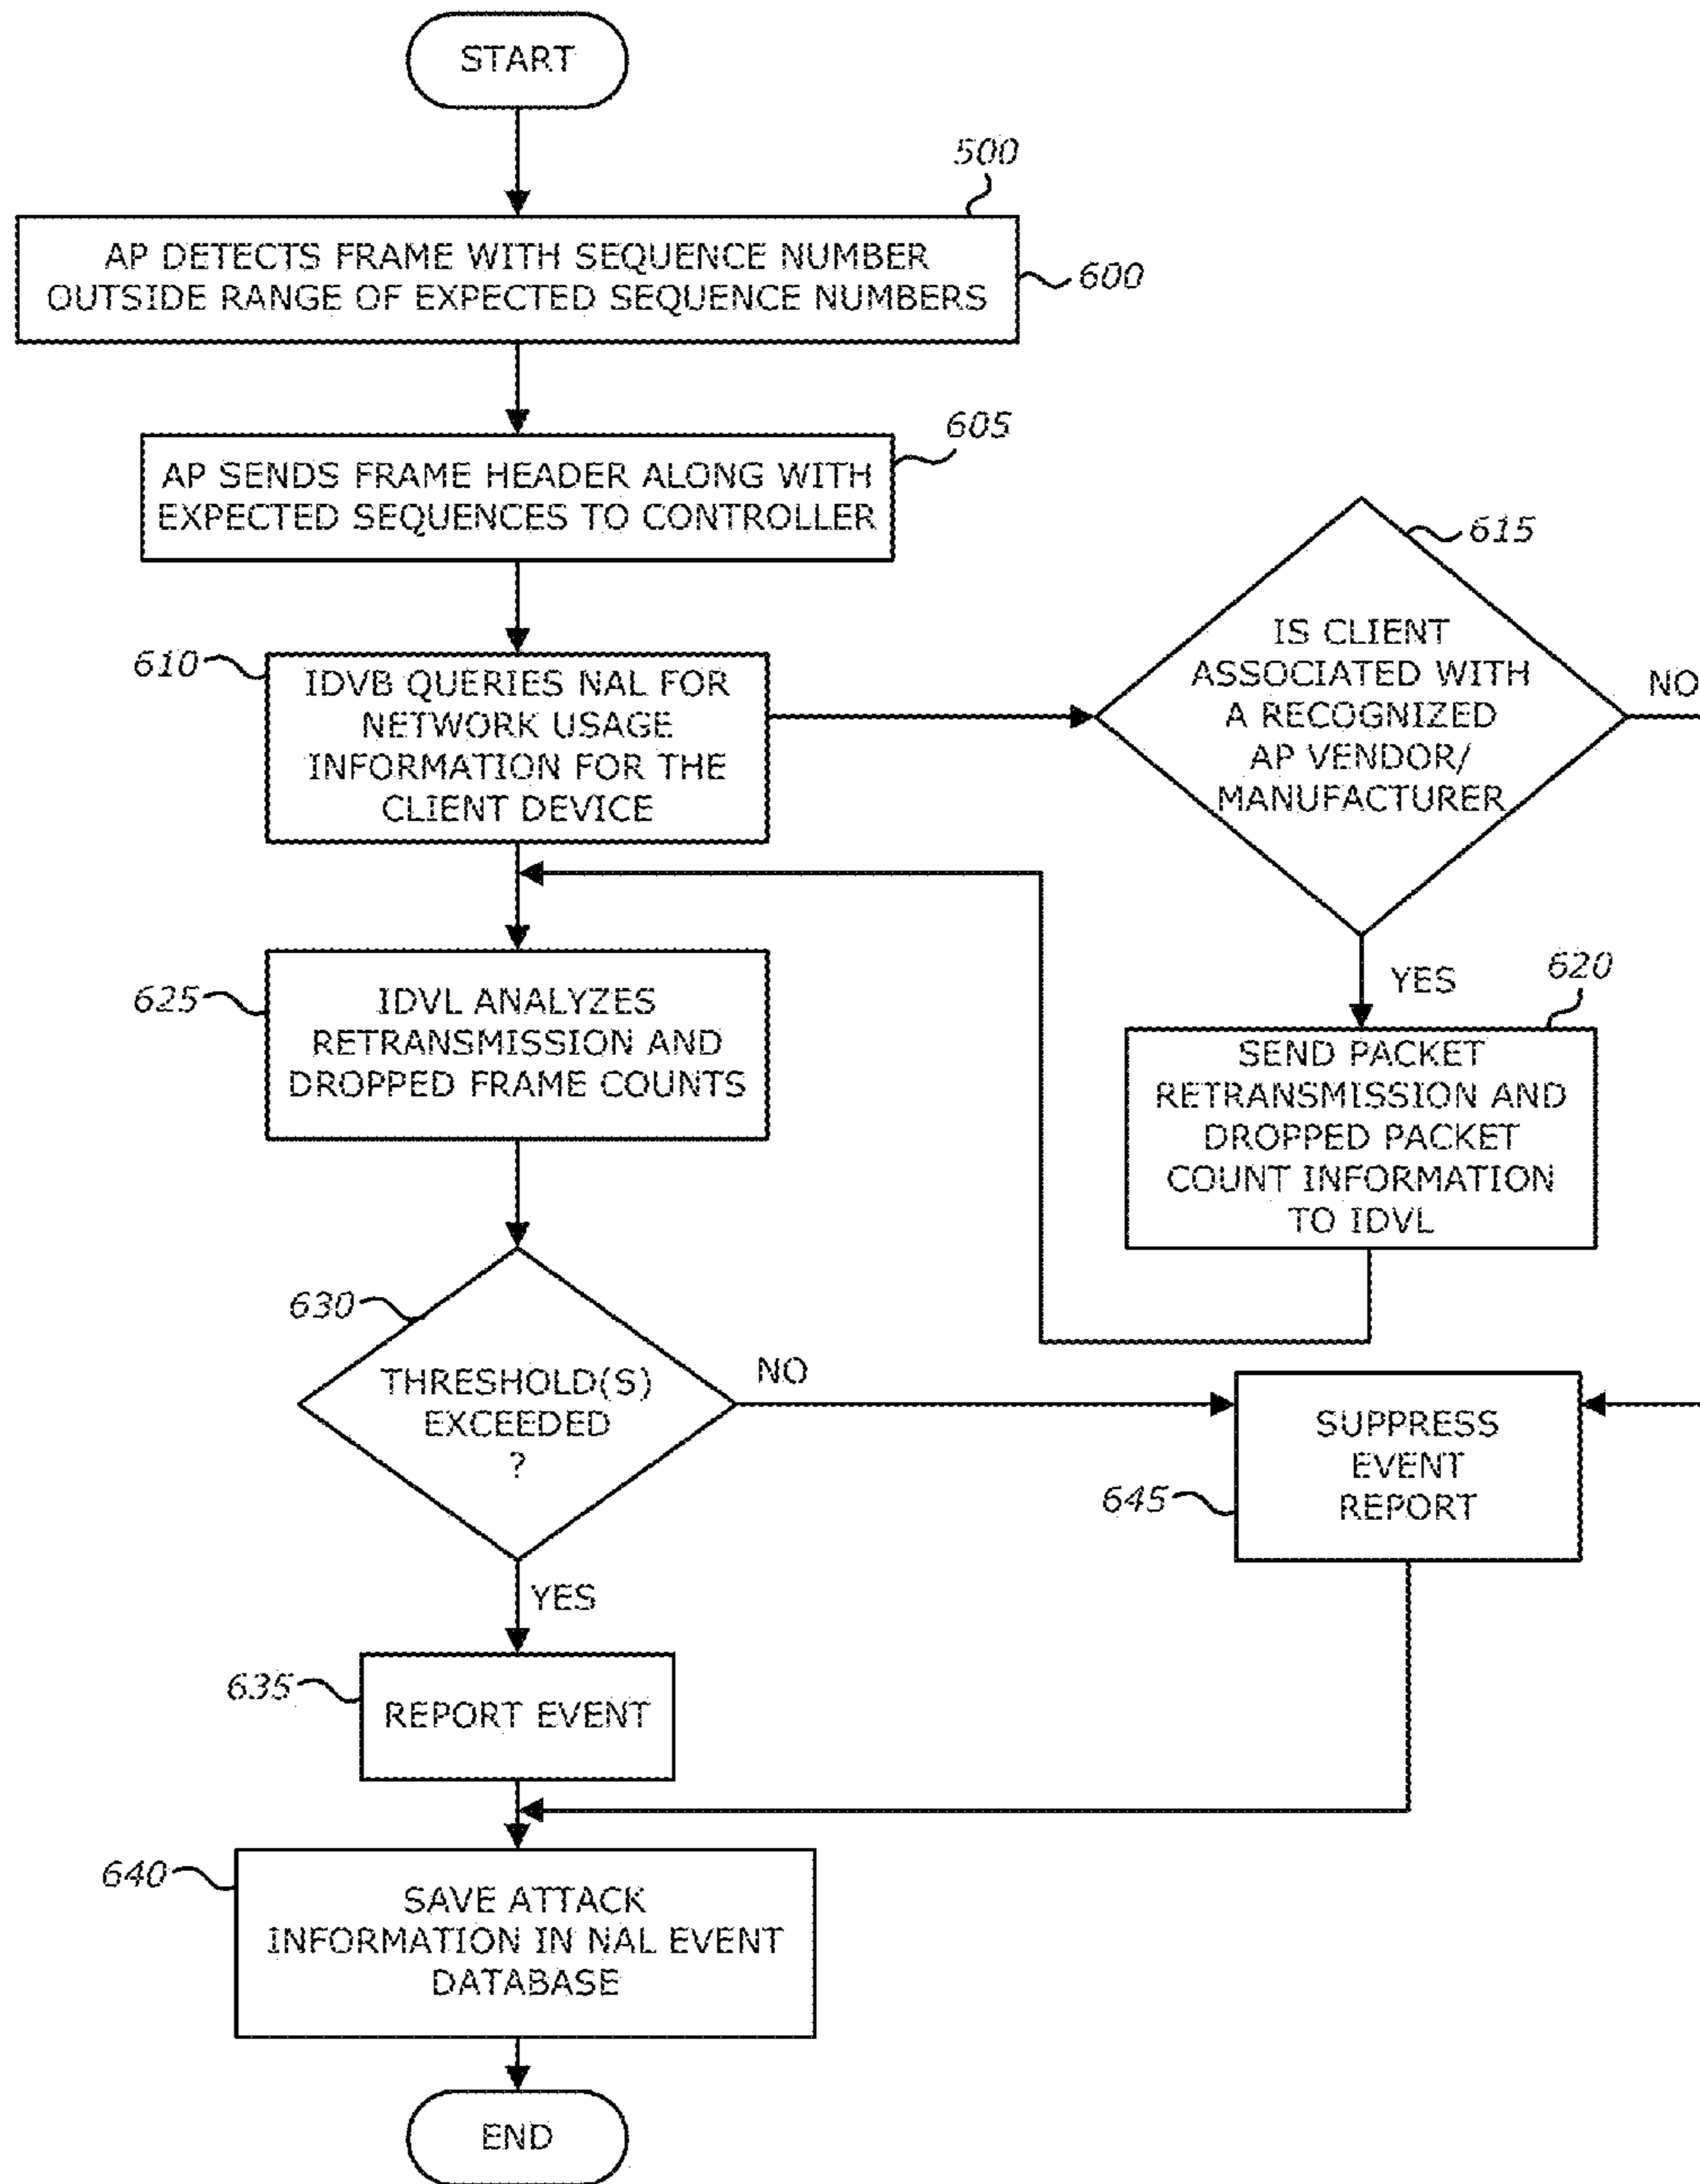 START
500
AP DETECTS FRAME WITH SEQUENCE NUMBER
OUTSIDE RANGE OF EXPECTED SEQUENCE NUMBERS
600
605
AP SENDS FRAME HEADER ALONG WITH
EXPECTED SEQUENCES TO CONTROLLER
615
610
IDVB QUERIES NAL FOR
NETWORK USAGE
INFORMATION FOR THE
CLIENT DEVICE
IS CLIENT
ASSOCIATED WITH
A RECOGNIZED
AP VENDOR/
MANUFACTURER
NO
YES
620
SEND PACKET
RETRANSMISSION AND
DROPPED PACKET
COUNT INFORMATION
TO IDVL
625
IDVL ANALYZES
RETRANSMISSION AND
DROPPED FRAME COUNTS
630
THRESHOLD(S)
EXCEEDED
?
NO
YES
SUPPRESS
EVENT
REPORT
645
635
REPORT EVENT
640
SAVE ATTACK
INFORMATION IN NAL EVENT
DATABASE
END